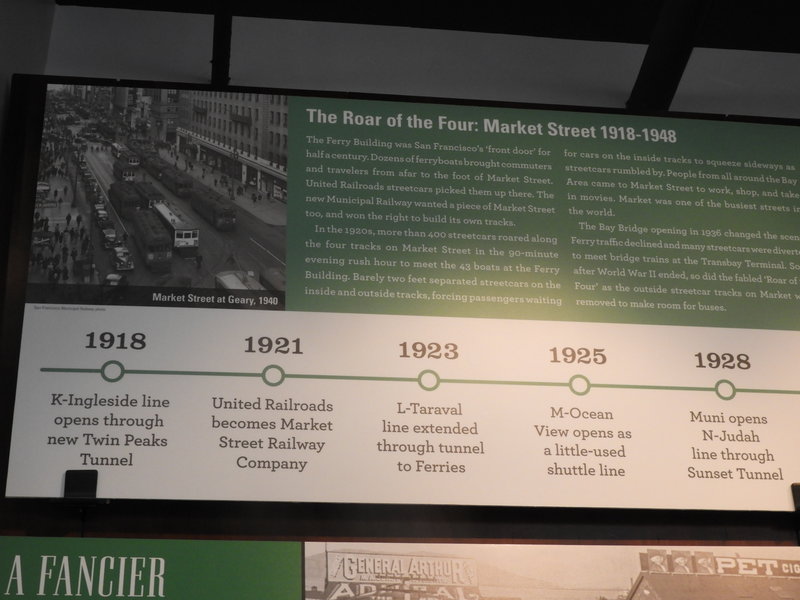 The Roar of the Four: Market Street 1918-1948
The Ferry Building was San Francisco's 'front door' for
half a century. Dozens of ferryboats brought commuters
and travelers from afar to the foot of Market Street.
United Railroads streetcars picked them up there. The
new Municipal Railway wanted a piece of Market Street
too, and won the right to build its own tracks.
In the 1920s, more than 400 streetcars roared along
the four tracks on Market Street in the 90-minute
evening rush hour to meet the 43 boats at the Ferry
Building. Barely two feet separated streetcars on the
inside and outside tracks, forcing passengers waiting
for cars on the inside tracks to squeeze sideways as
streetcars rumbled by. People from all around the Bay
Area came to Market Street to work, shop, and take
in movies. Market was one of the busiest streets in
the world.
The Bay Bridge opening in 1936 changed the scen
Ferry traffic declined and many streetcars were diverte
to meet bridge trains at the Transbay Terminal. So
after World War II ended, so did the fabled 'Roar of
Four' as the outside streetcar tracks on Market w
removed to make room for buses.
Market Street at Geary, 1940
1918
K-Ingleside line
opens through
new Twin Peaks
Tunnel
1921
United Railroads
becomes Market
Street Railway
Company
1923
L-Taraval
line extended
through tunnel
to Ferries
1925
M-Ocean
View opens as
a little-used
shuttle line
1928
Muni opens
N-Judah
line through
Sunset Tunnel
A FANCIER
GENERAL ARTHUR
PET CIG